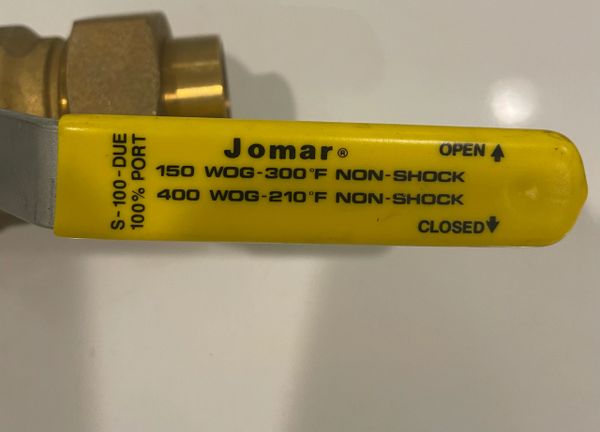 S-100-DUE
100% PORT
Jomar®
150 WOG-300°F NON-SHOCK
400 WOG-210°F NON-SHOCK
OPEN
CLOSED